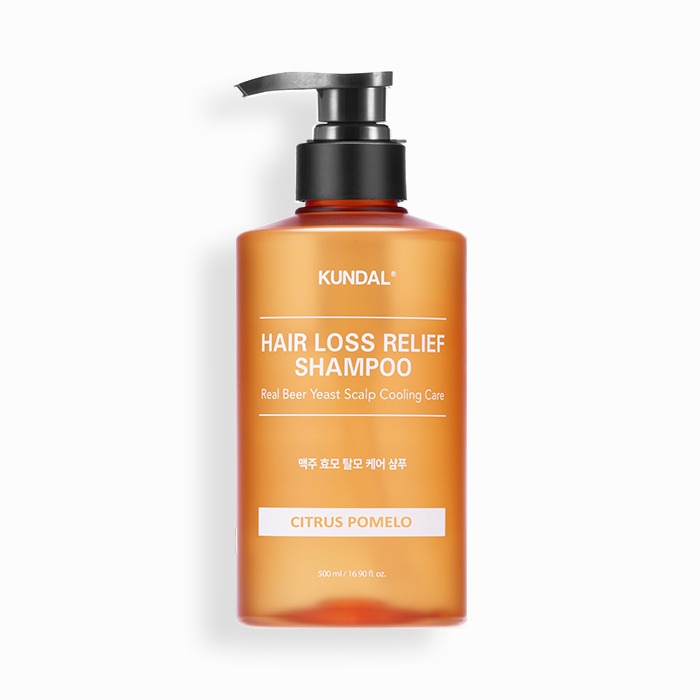 KUNDAL®
HAIR LOSS RELIEF
SHAMPOO
Real Beer Yeast Scalp Cooling Care
맥주 효모 탈모 케어 샴푸
CITRUS POMELO
500 ml / 16.90 fl. oz.